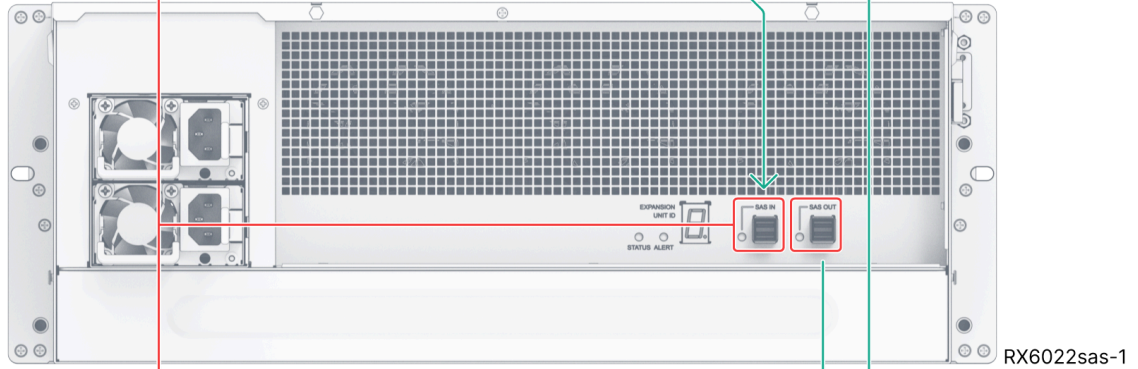 EXPANSION
UNIT ID
STATUS ALERT
SAS IN
SAS OUT
RX6022sas-1